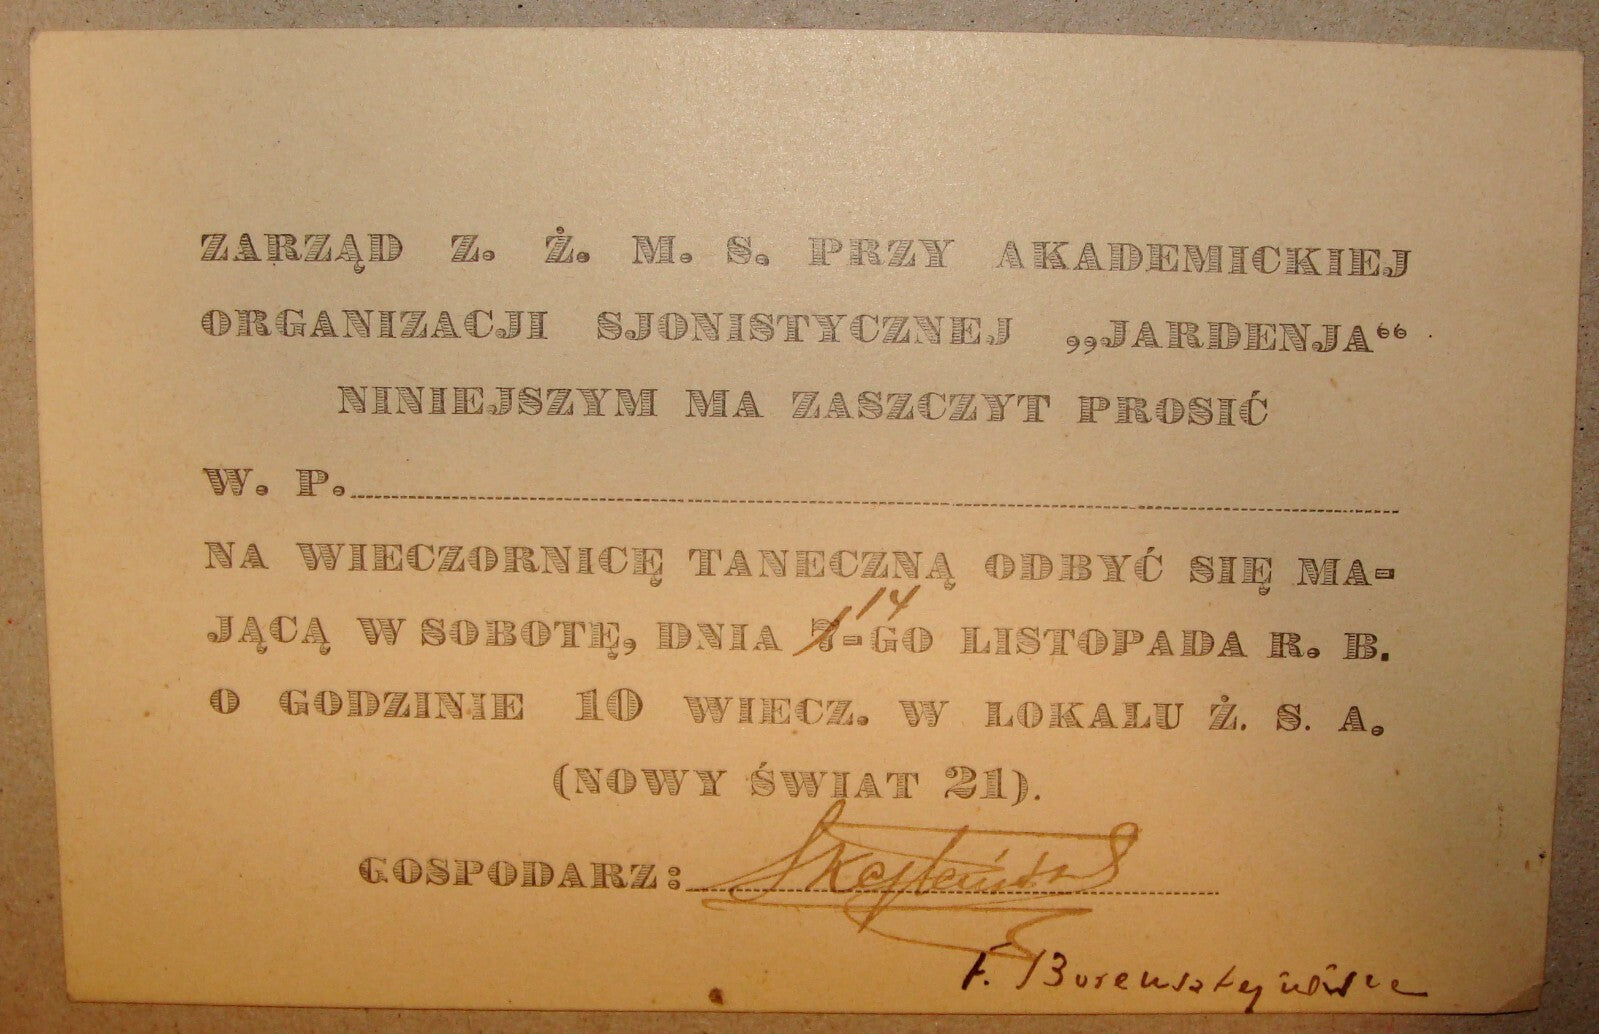 ZARZĄD Z. Ż. M. S. PRZY AKADEMICKIEJ
ORGANIZACJI SJONISTYCZNEJ „JARDENJA“
NINIEJSZYM MA ZASZCZYT PROSIĆ
W. P.
NA WIECZORNICĘ TANECZNĄ ODBYĆ SIĘ MA-
14
JĄCĄ W SOBOTĘ, DNIA 7-GO LISTOPADA R. B.
O GODZINIE 10 WIECZ. W LOKALU Ż. S. A.
(NOWY ŚWIAT 21).
GOSPODARZ: